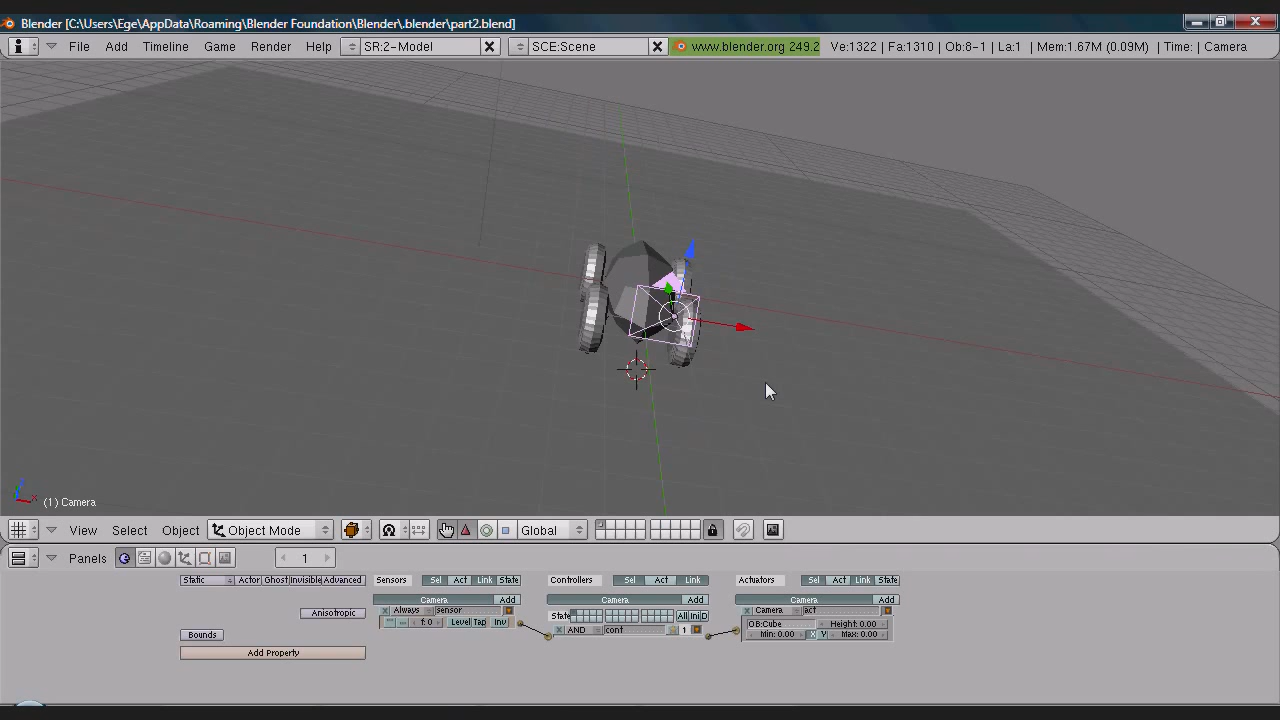 Blender [C:\Users\Ege\AppData\Roaming\Blender Foundation\Blender\.blender\part2.blend]
File Add Timeline Game Render Help SR:2-Model SCE:Scene www.blender.org 249.2 Ve:1322 | Fa:1310 | Ob:8-1 | La:1 | Mem:1.67M (0.09M) | Time: | Camera
(1) Camera
View Select Object Object Mode Global
Panels 1
Static Actor Ghost Invisible Advanced Sensors Sel Act Link State Controllers Sel Act Link Actuators Sel Act Link State
Camera Add Camera Add Camera Add
Always sensor State All Ini D Camera act
Anisotropic f: 0 Level Tap Inv AND cont 1 OB:Cube Height: 0.00
Bounds Min: 0.00 X Y Max: 0.00
Add Property